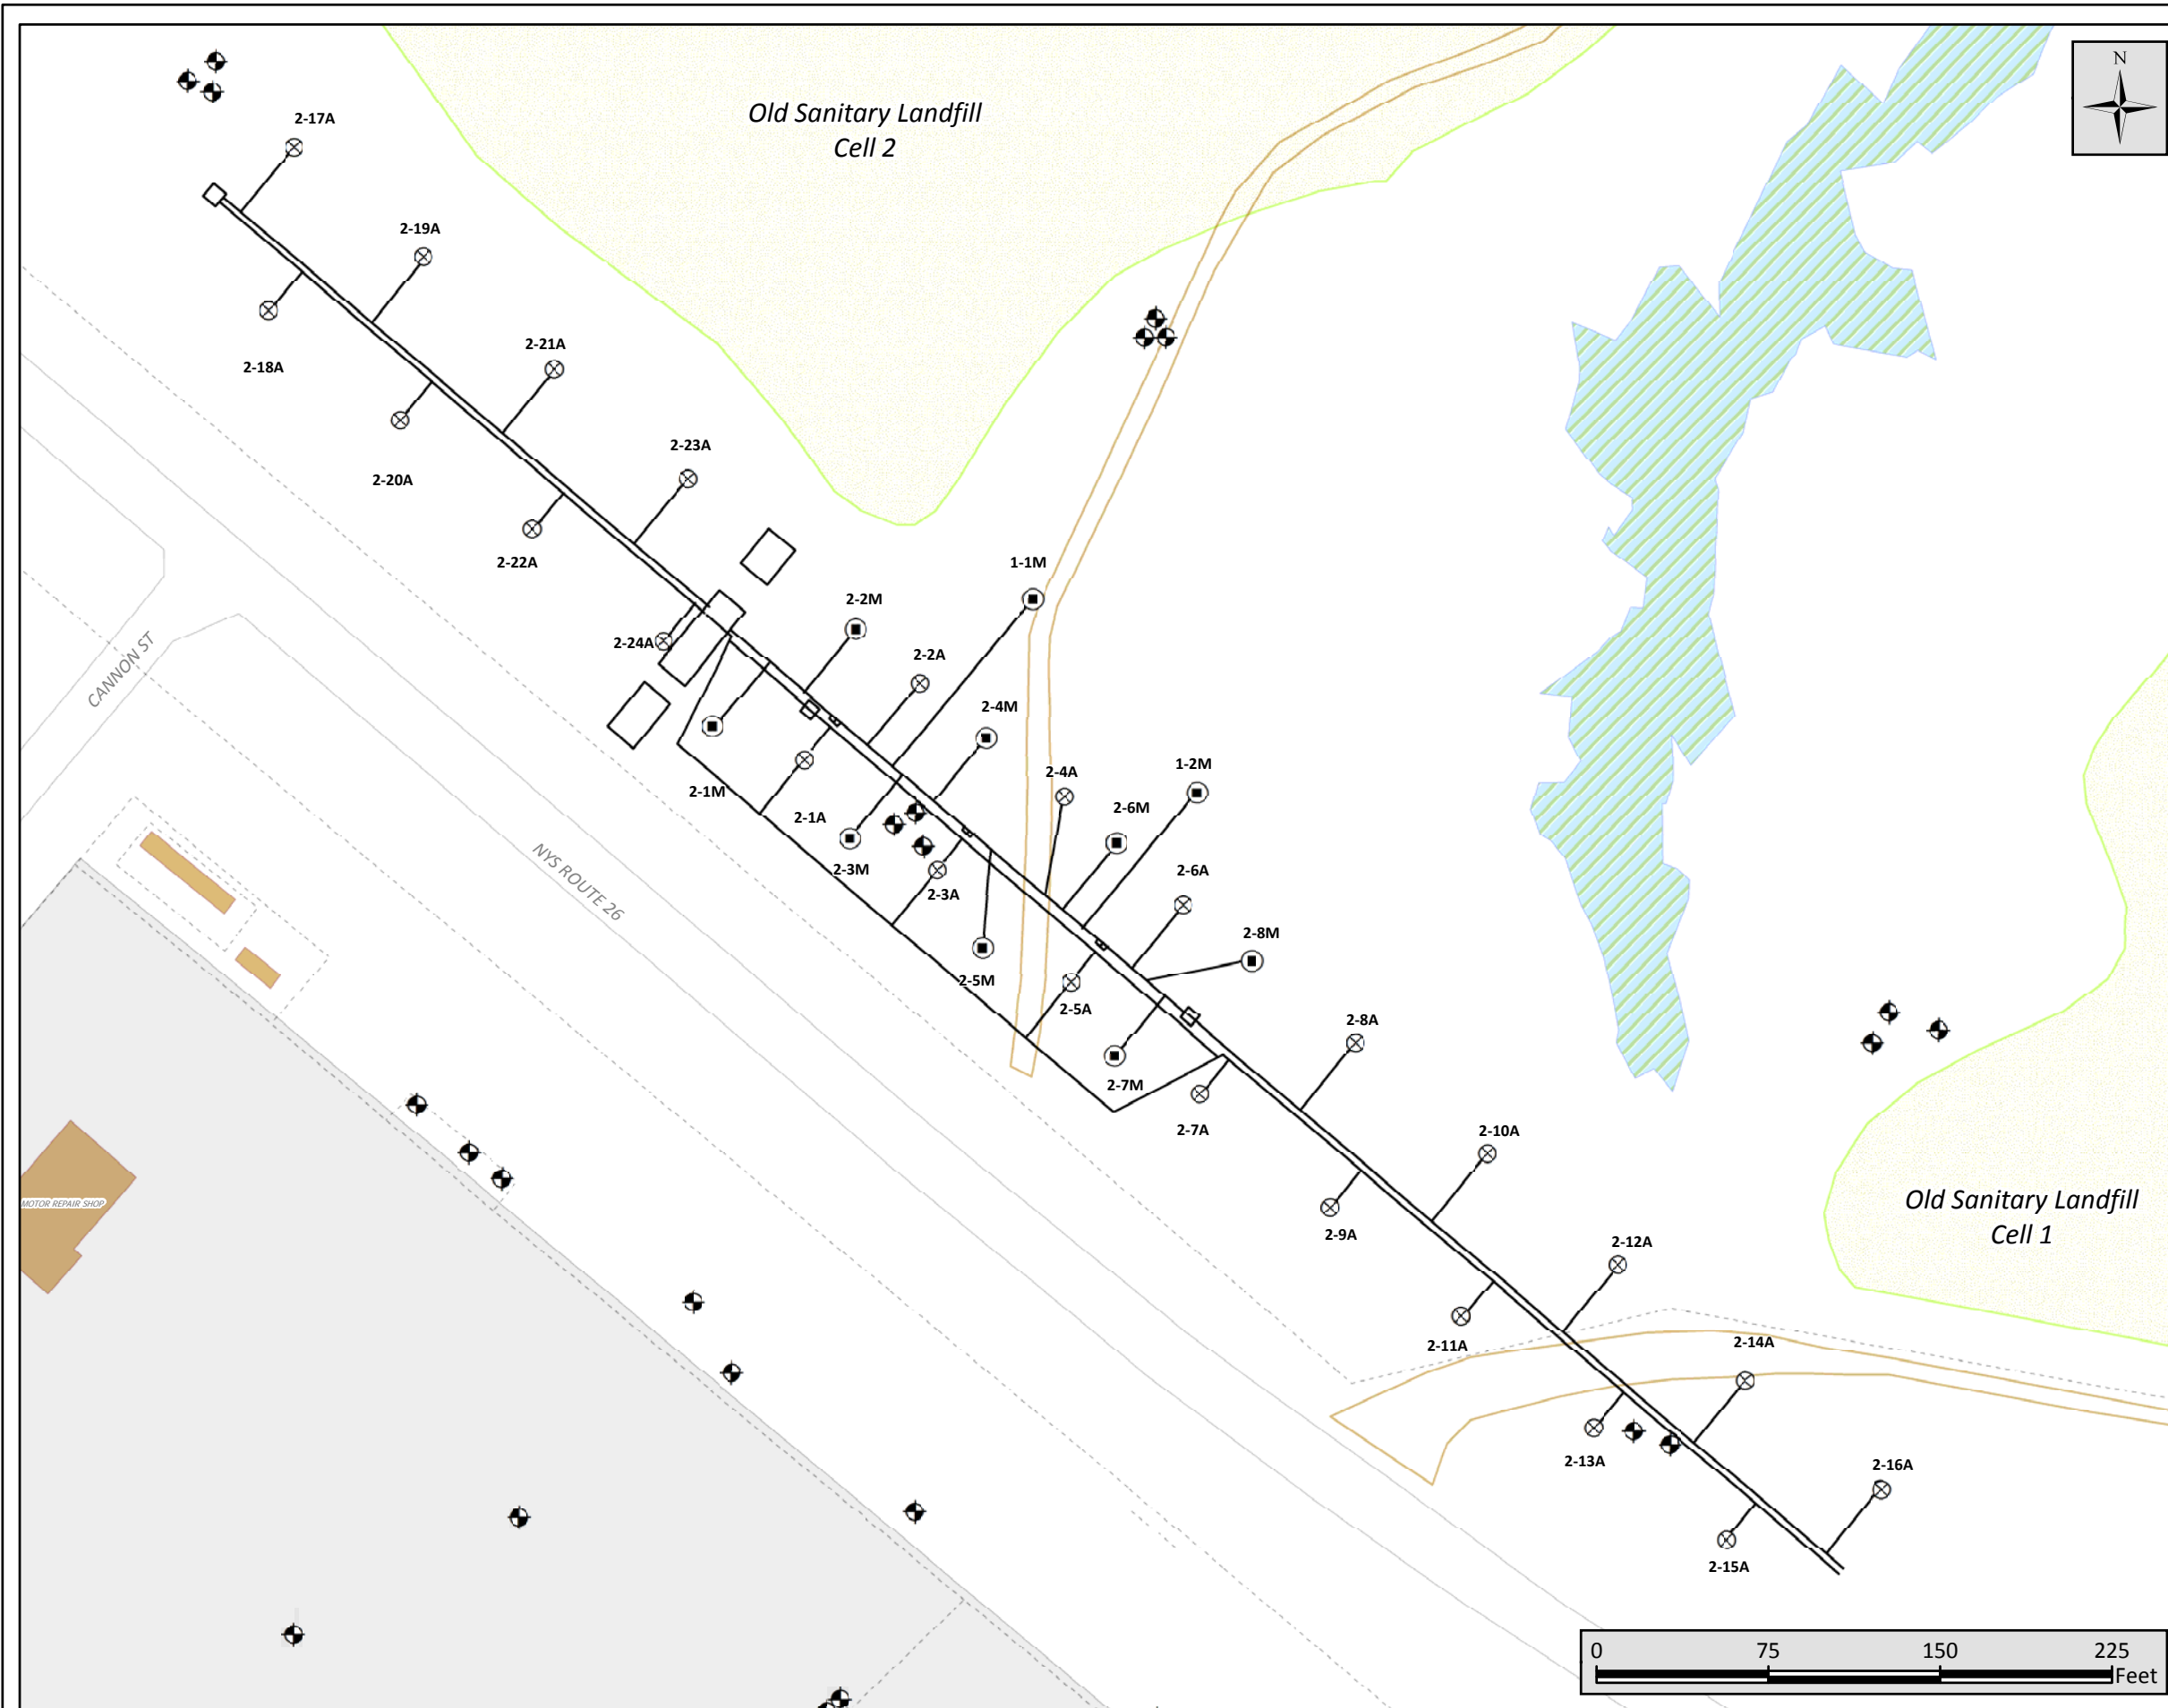 N
Old Sanitary Landfill
Cell 2
2-17A
2-19A
2-18A
2-21A
2-23A
2-20A
2-22A
1-1M
2-2M
2-24A
2-2A
2-4M
CANNON ST
1-2M
2-4A
2-1M
2-6M
2-1A
2-3M
2-6A
NYS ROUTE 26
2-3A
2-8M
2-5M
2-5A
2-8A
2-7M
2-7A
2-10A
MOTOR REPAIR SHOP
Old Sanitary Landfill
Cell 1
2-9A
2-12A
2-11A
2-14A
2-13A
2-16A
2-15A
0 75 150 225
Feet